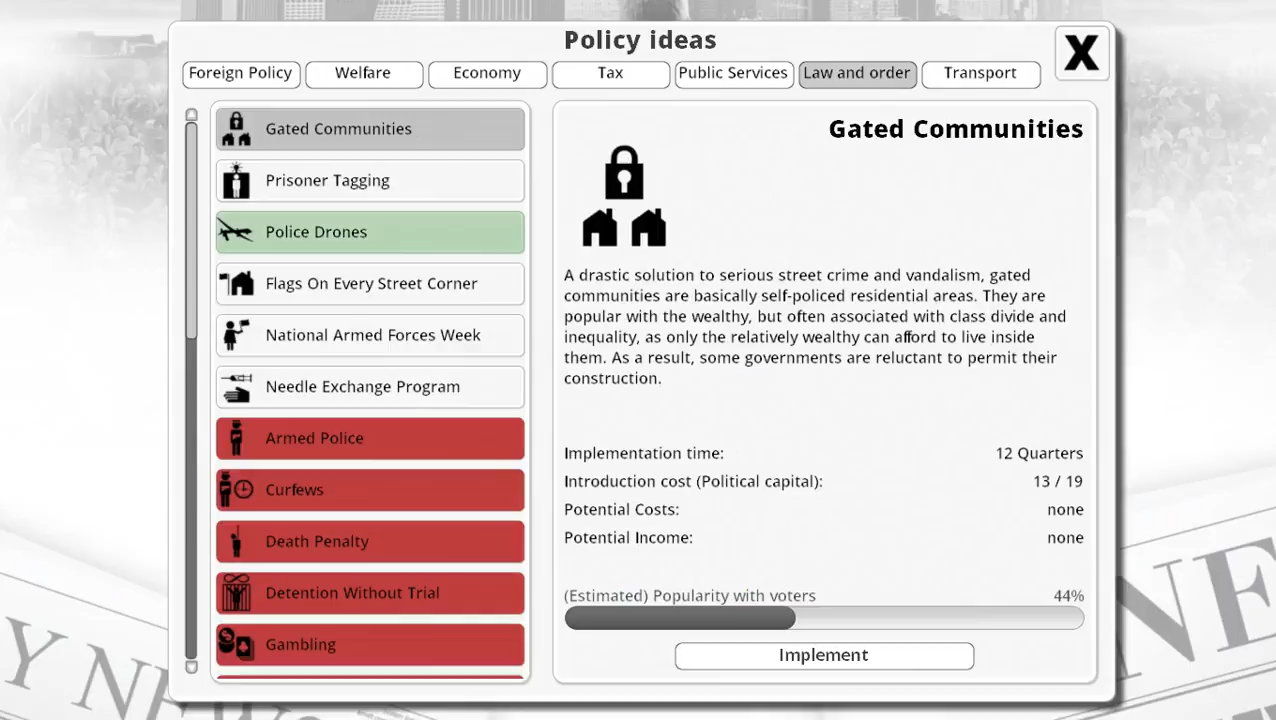 Policy ideas
X
Foreign Policy
Welfare
Economy
Tax
Public Services
Law and order
Transport
Gated Communities
Prisoner Tagging
Police Drones
Flags On Every Street Corner
National Armed Forces Week
Needle Exchange Program
Armed Police
Curfews
Death Penalty
Detention Without Trial
Gambling
Gated Communities
A drastic solution to serious street crime and vandalism, gated
communities are basically self-policed residential areas. They are
popular with the wealthy, but often associated with class divide and
inequality, as only the relatively wealthy can afford to live inside
them. As a result, some governments are reluctant to permit their
construction.
Implementation time: 12 Quarters
Introduction cost (Political capital): 13 / 19
Potential Costs: none
Potential Income: none
(Estimated) Popularity with voters 44%
Implement